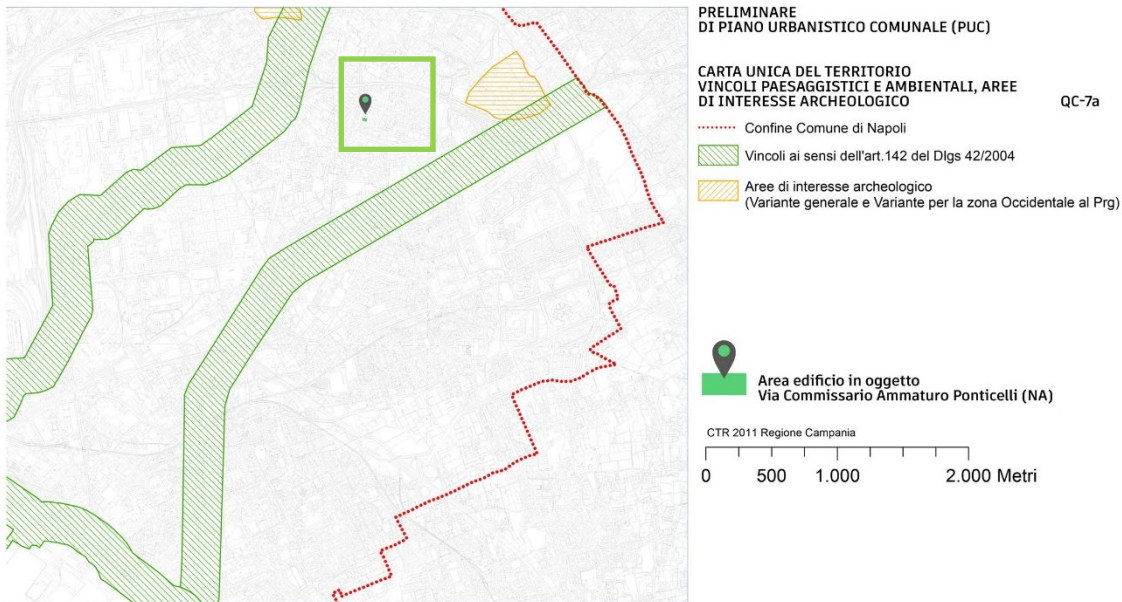 PRELIMINARE
DI PIANO URBANISTICO COMUNALE (PUC)
CARTA UNICA DEL TERRITORIO
VINCOLI PAESAGGISTICI E AMBIENTALI, AREE
DI INTERESSE ARCHEOLOGICO QC-7a
Confine Comune di Napoli
Vincoli ai sensi dell'art.142 del Dlgs 42/2004
Aree di interesse archeologico
(Variante generale e Variante per la zona Occidentale al Prg)
Area edificio in oggetto
Via Commissario Ammaturo Ponticelli (NA)
CTR 2011 Regione Campania
0 500 1.000 2.000 Metri